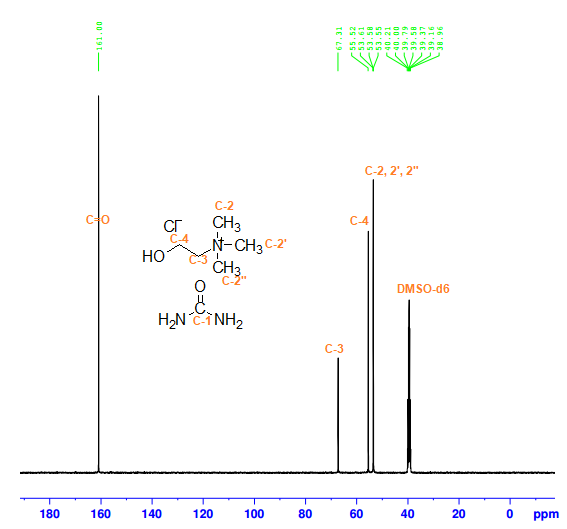 161.00
67.31
55.52
53.61
53.58
53.55
40.21
40.00
39.79
39.58
39.37
39.16
38.96
C-2, 2', 2"
C=O
C-4
C-2
Cl⁻
CH₃
C-4
N⁺
CH₃
C-2'
HO
C-3
CH₃
C-2"
O
C
H₂N
C-1
NH₂
DMSO-d6
C-3
180 160 140 120 100 80 60 40 20 0 ppm